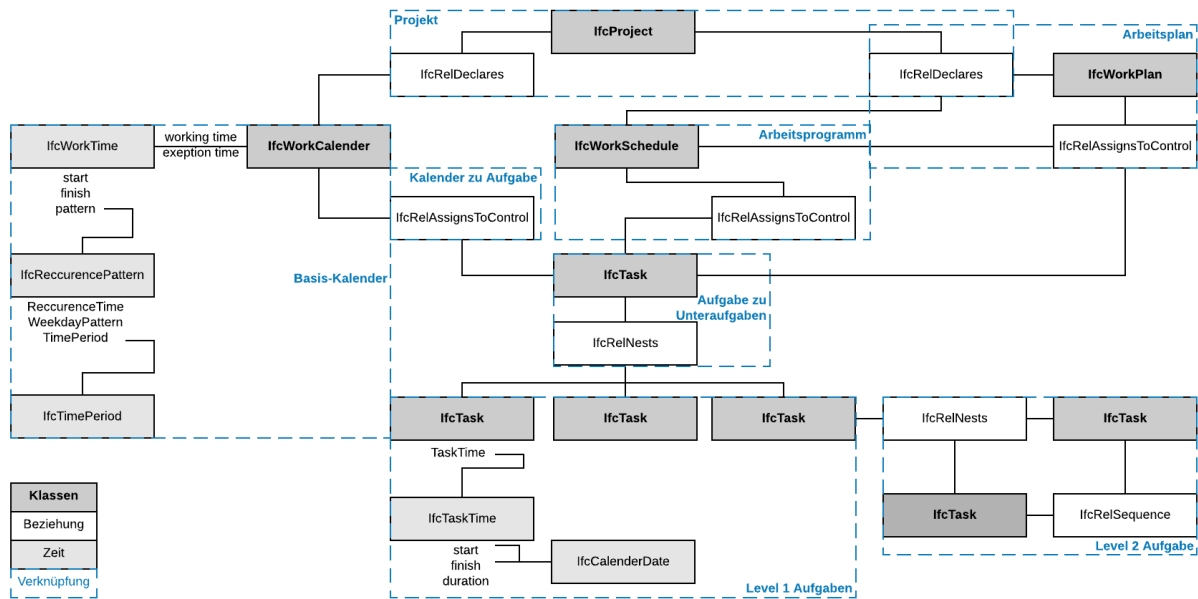 Projekt
IfcProject
Arbeitsplan
IfcRelDeclares
IfcRelDeclares
IfcWorkPlan
IfcWorkTime
working time
exeption time
IfcWorkCalender
IfcWorkSchedule
Arbeitsprogramm
IfcRelAssignsToControl
start
finish
pattern
Kalender zu Aufgabe
IfcRelAssignsToControl
IfcRelAssignsToControl
IfcReccurencePattern
Basis-Kalender
IfcTask
Aufgabe zu
Unteraufgaben
ReccurenceTime
WeekdayPattern
TimePeriod
IfcRelNests
IfcTimePeriod
IfcTask
IfcTask
IfcTask
IfcRelNests
IfcTask
TaskTime
Klassen
Beziehung
Zeit
Verknüpfung
IfcTaskTime
IfcTask
IfcRelSequence
Level 2 Aufgabe
start
finish
duration
IfcCalenderDate
Level 1 Aufgaben